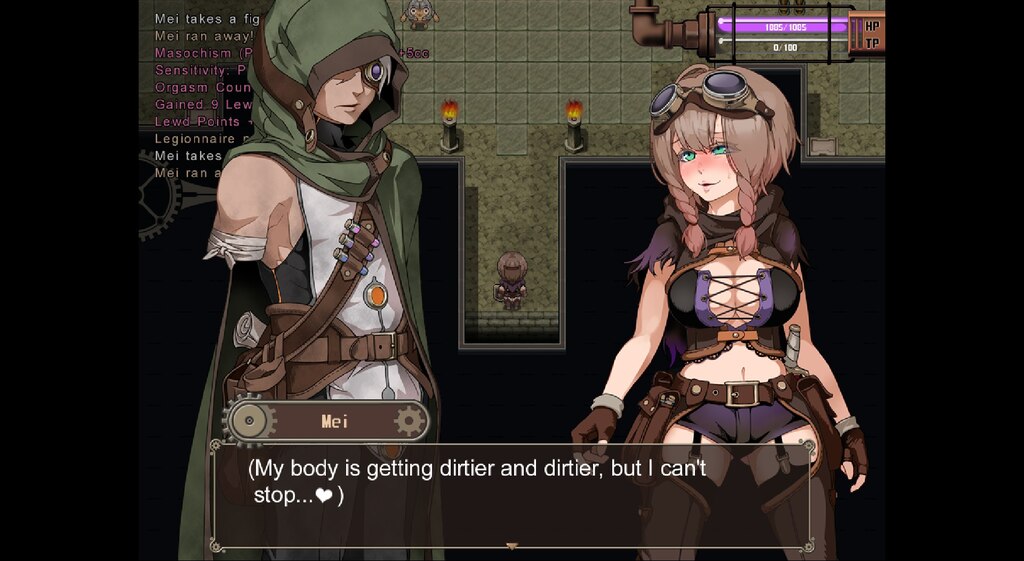 Mei takes a fig
Mei ran away!
Masochism (P
+5cc
Sensitivity: P
Orgasm Coun
Gained 9 Lew
Lewd Points
Legionnaire
Mei takes
Mei ran a
1005/1005
HP
0/100
TP
Mei
(My body is getting dirtier and dirtier, but I can't
stop...❤)